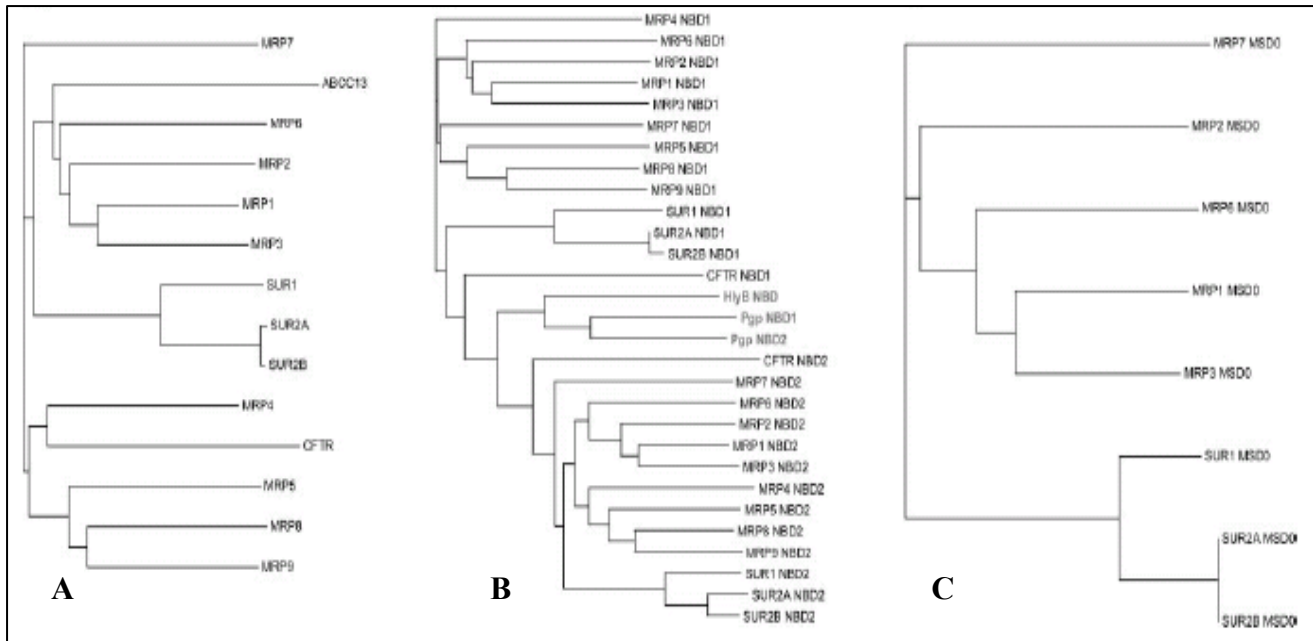 MRP7
ABCC13
MRP6
MRP2
MRP1
MRP3
SUR1
SUR2A
SUR2B
MRP4
CFTR
MRP5
MRP8
MRP9
A
MRP4 NBD1
MRP6 NBD1
MRP2 NBD1
MRP1 NBD1
MRP3 NBD1
MRP7 NBD1
MRP5 NBD1
MRP8 NBD1
MRP9 NBD1
SUR1 NBD1
SUR2A NBD1
SUR2B NBD1
CFTR NBD1
HlyB NBD
Pgp NBD1
Pgp NBD2
CFTR NBD2
MRP7 NBD2
MRP6 NBD2
MRP2 NBD2
MRP1 NBD2
MRP3 NBD2
MRP4 NBD2
MRP5 NBD2
MRP8 NBD2
MRP9 NBD2
SUR1 NBD2
SUR2A NBD2
SUR2B NBD2
B
MRP7 MSD0
MRP2 MSD0
MRP6 MSD0
MRP1 MSD0
MRP3 MSD0
SUR1 MSD0
SUR2A MSD0
SUR2B MSD0
C